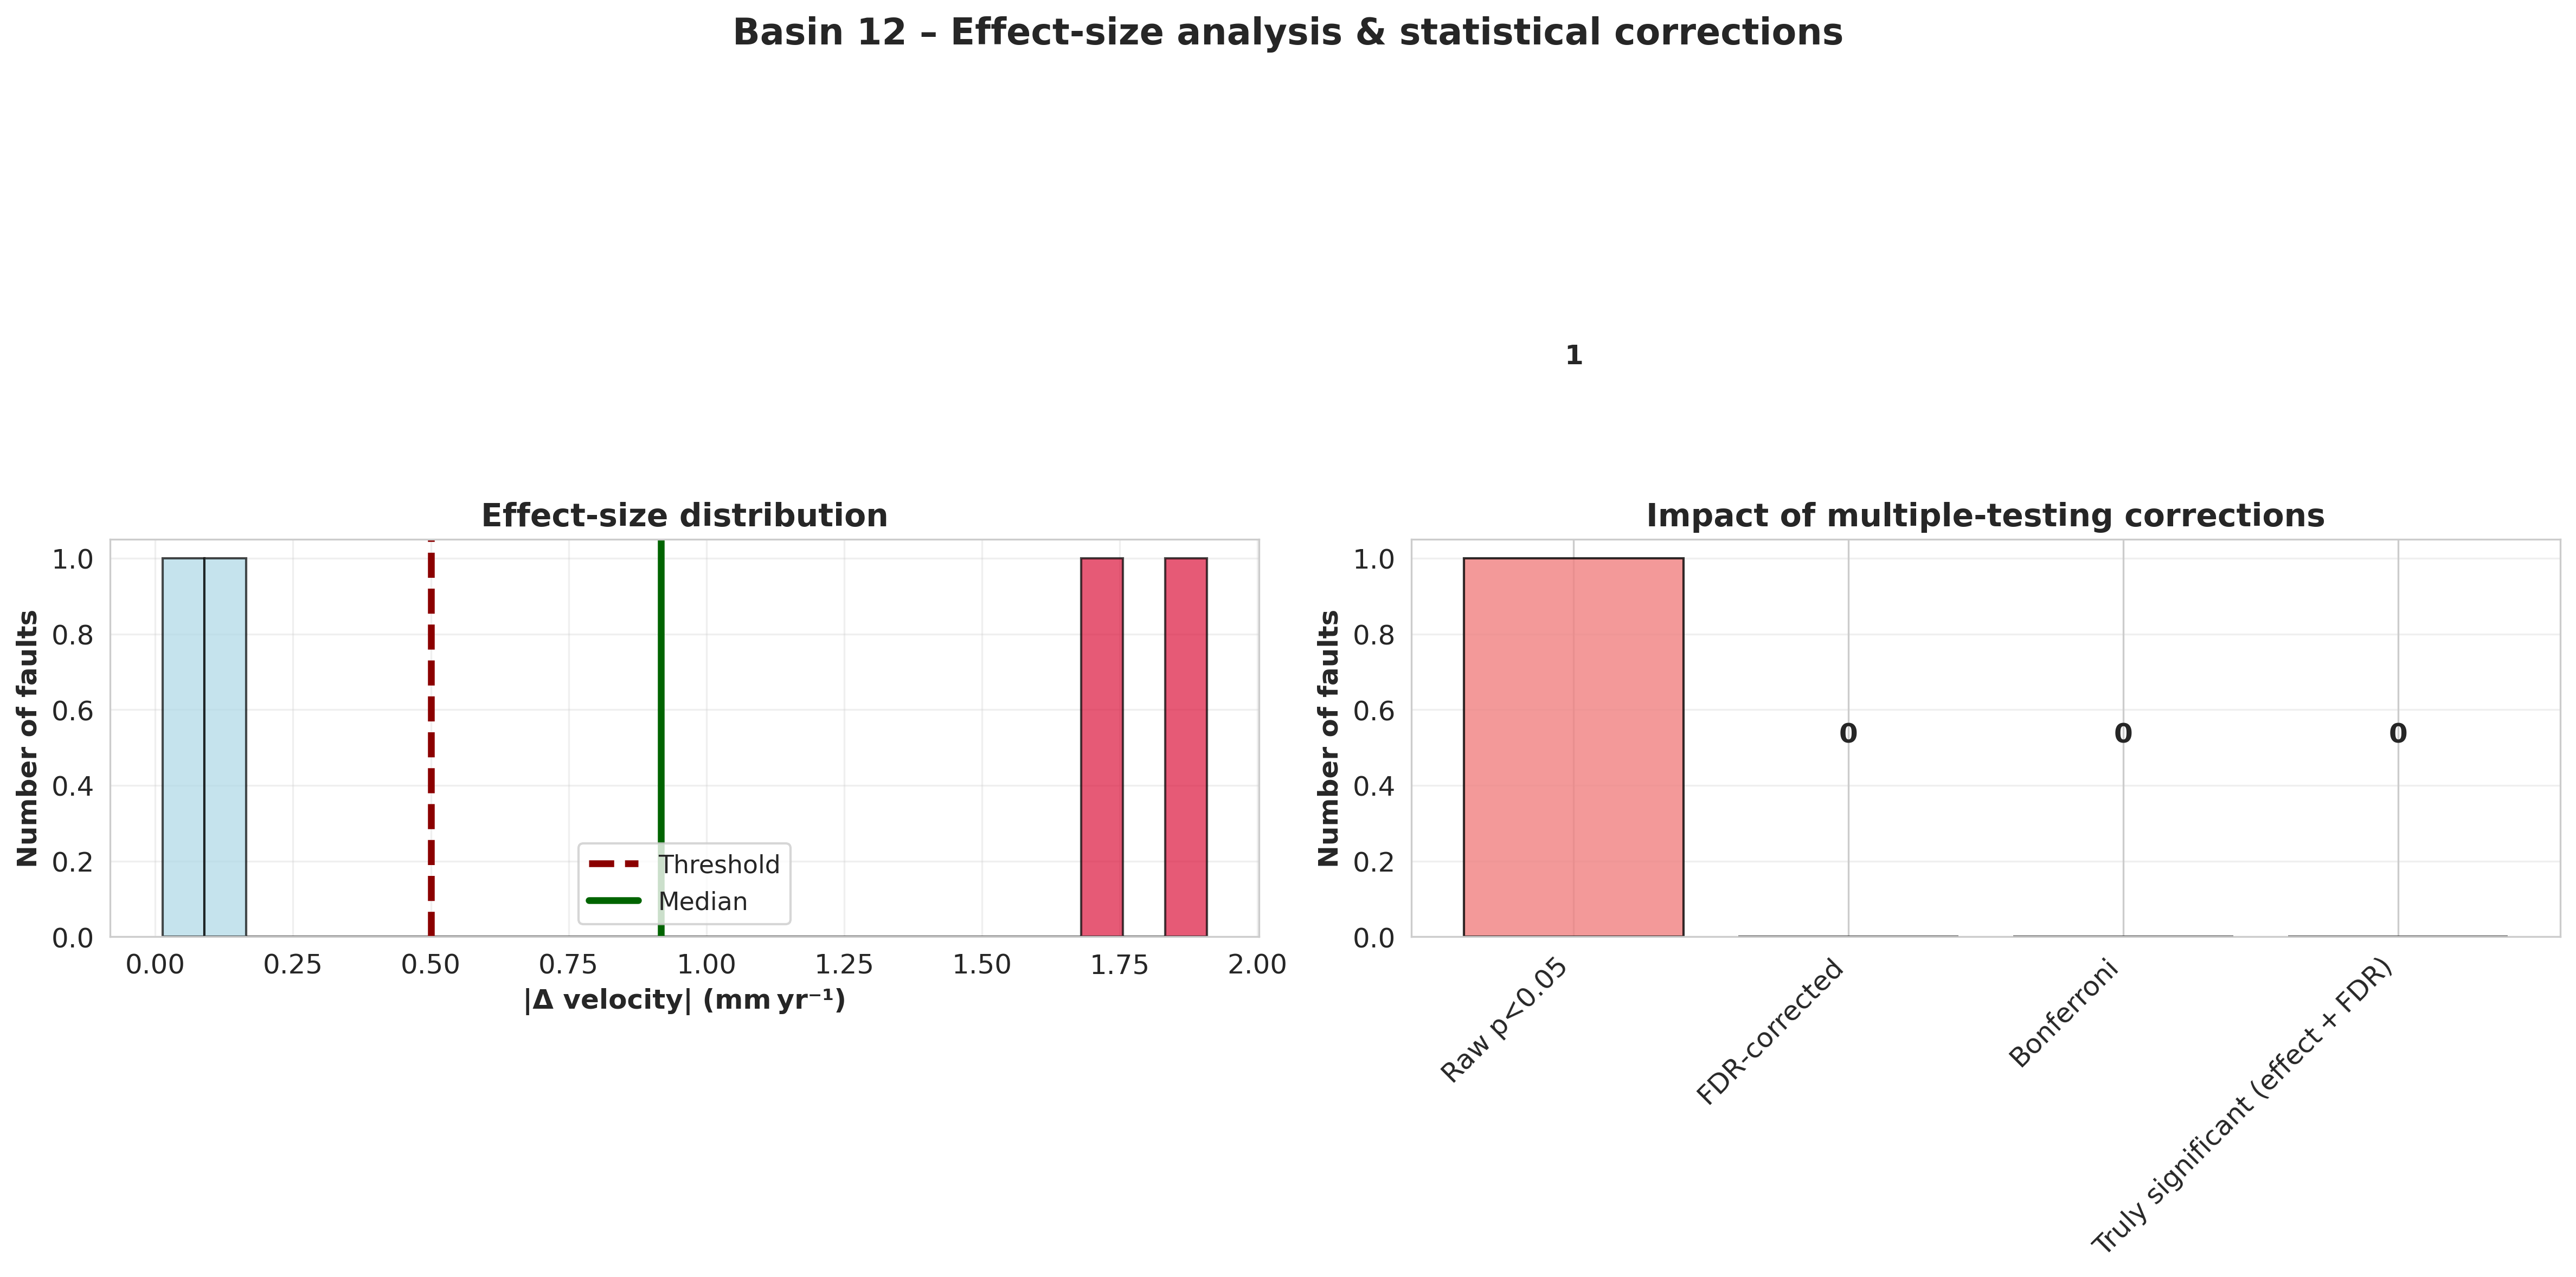 Basin 12 – Effect-size analysis & statistical corrections
Effect-size distribution
Number of faults
1.0
0.8
0.6
0.4
0.2
0.0
Threshold
Median
0.00 0.25 0.50 0.75 1.00 1.25 1.50 1.75 2.00
|Δ velocity| (mm yr⁻¹)
1
Impact of multiple-testing corrections
Number of faults
1.0
0.8
0.6
0.4
0.2
0.0
0 0 0
Raw p<0.05
FDR-corrected
Bonferroni
Truly significant (effect + FDR)